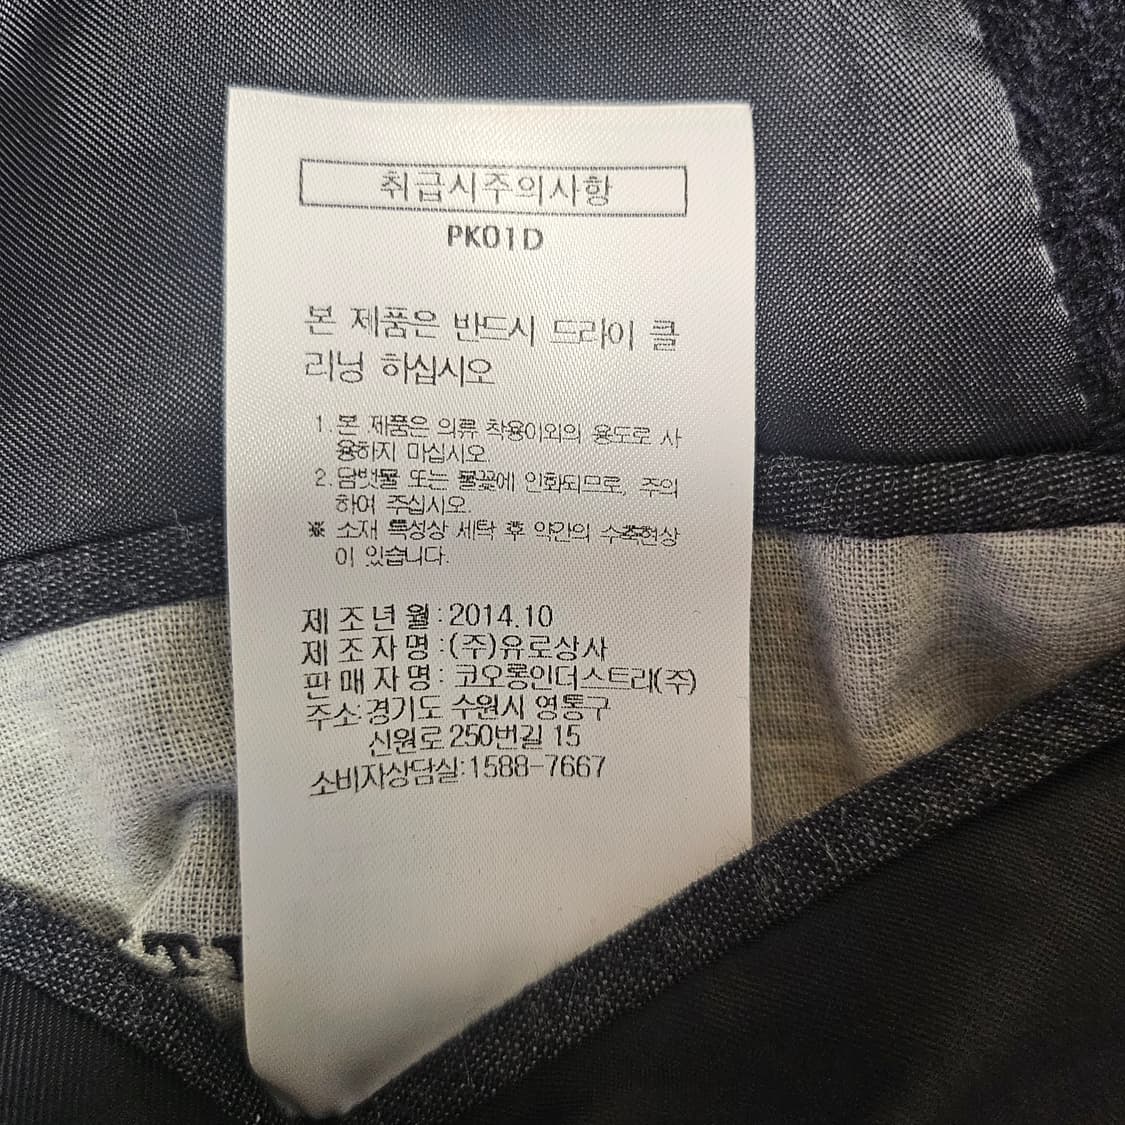 취급시주의사항
PK01D
본 제품은 반드시 드라이 클
리닝 하십시오
1. 본 제품은 의류 착용이외의 용도로 사
용하지 마십시오.
2. 담뱃불 또는 불꽃에 인화되므로, 주의
하여 주십시오.
※ 소재 특성상 세탁 후 약간의 수축현상
이 있습니다.
제 조 년 월 : 2014.10
제 조 자 명 : (주)유로상사
판 매 자 명 : 코오롱인더스트리(주)
주소: 경기도 수원시 영통구
신원로 250번길 15
소비자상담실:1588-7667